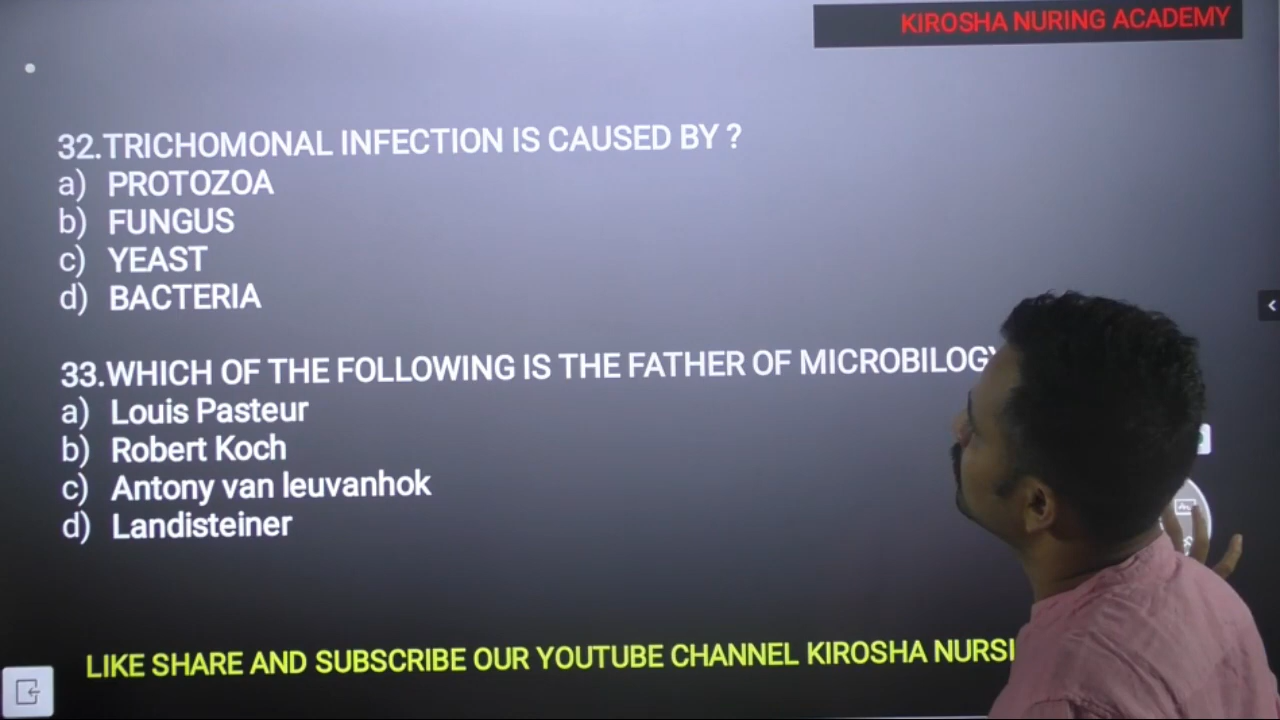 KIROSHA NURING ACADEMY
32.TRICHOMONAL INFECTION IS CAUSED BY ?
a) PROTOZOA
b) FUNGUS
c) YEAST
d) BACTERIA
33.WHICH OF THE FOLLOWING IS THE FATHER OF MICROBILOGY
a) Louis Pasteur
b) Robert Koch
c) Antony van leuvanhok
d) Landisteiner
LIKE SHARE AND SUBSCRIBE OUR YOUTUBE CHANNEL KIROSHA NURSI